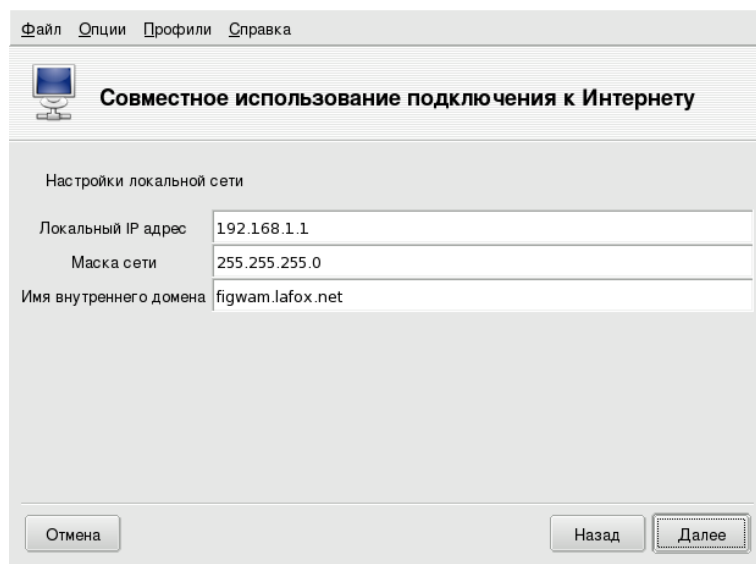 Файл Опции Профили Справка
Совместное использование подключения к Интернету
Настройки локальной сети
Локальный IP адрес 192.168.1.1
Маска сети 255.255.255.0
Имя внутреннего домена figwam.lafox.net
Отмена Назад Далее